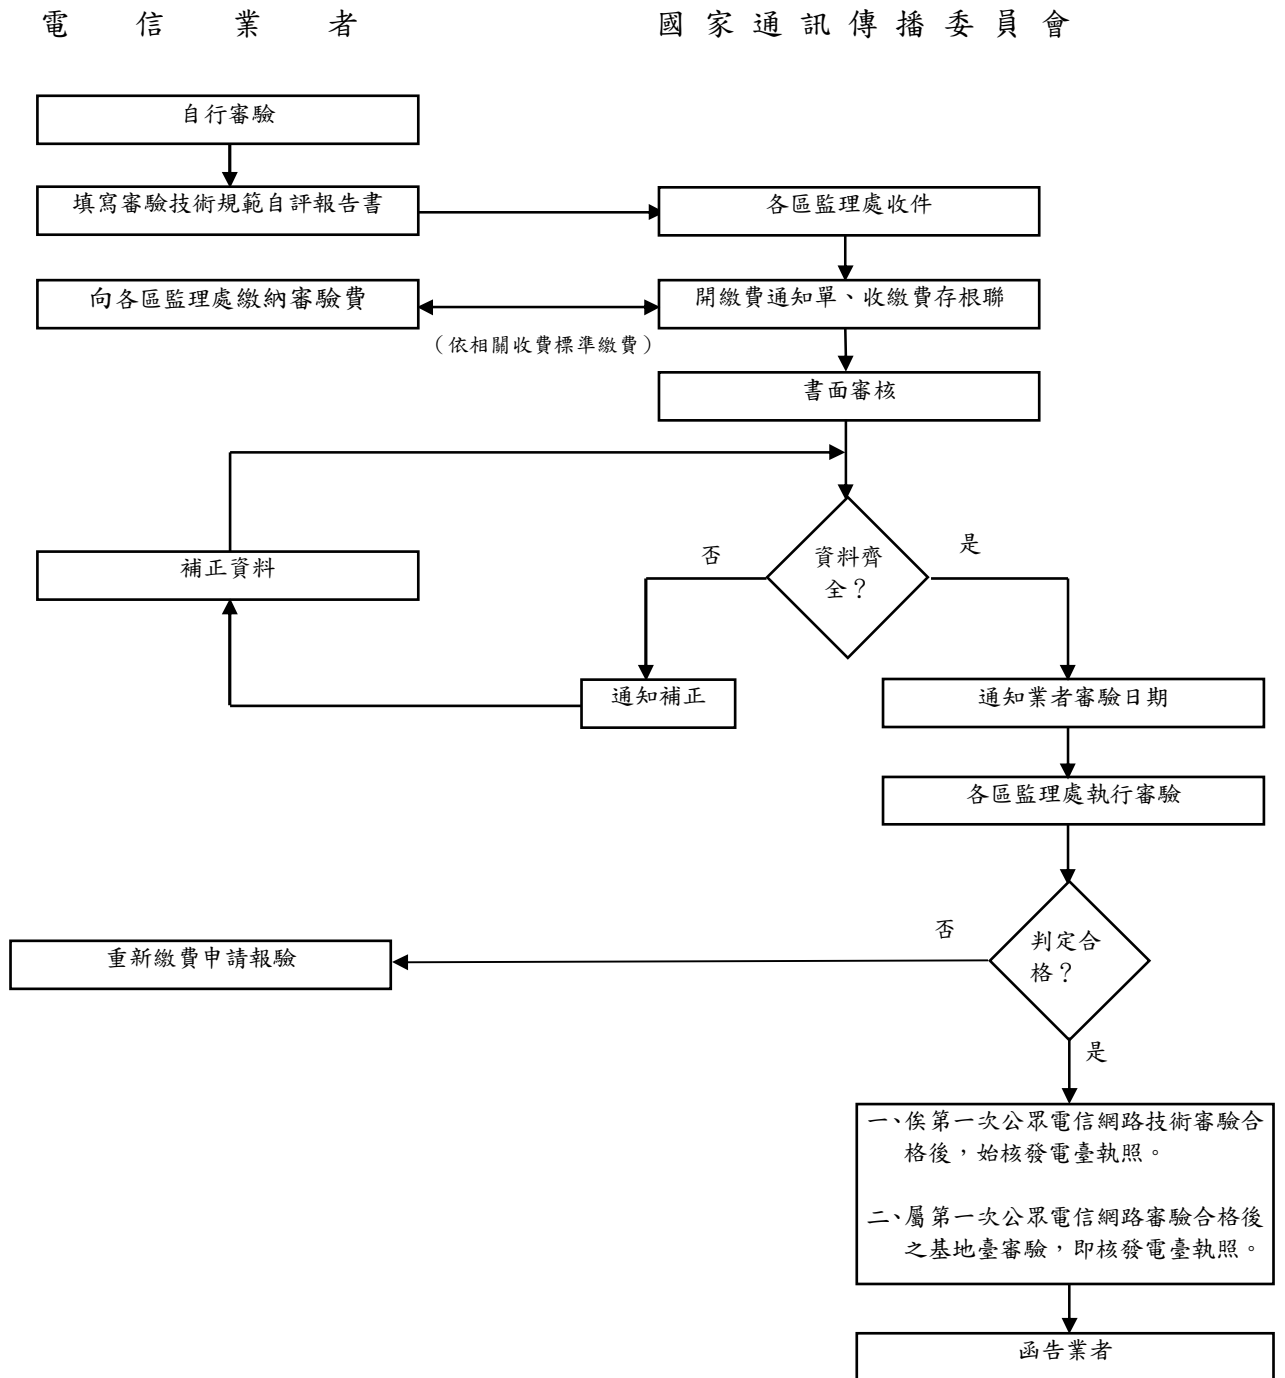 電信業者
國家通訊傳播委員會
自行審驗
填寫審驗技術規範自評報告書
各區監理處收件
向各區監理處繳納審驗費
開繳費通知單、收繳費存根聯
（依相關收費標準繳費）
書面審核
否
資料齊
全？
是
補正資料
通知補正
通知業者審驗日期
各區監理處執行審驗
否
判定合
格？
重新繳費申請報驗
是
一、俟第一次公眾電信網路技術審驗合
格後，始核發電臺執照。
二、屬第一次公眾電信網路審驗合格後
之基地臺審驗，即核發電臺執照。
函告業者